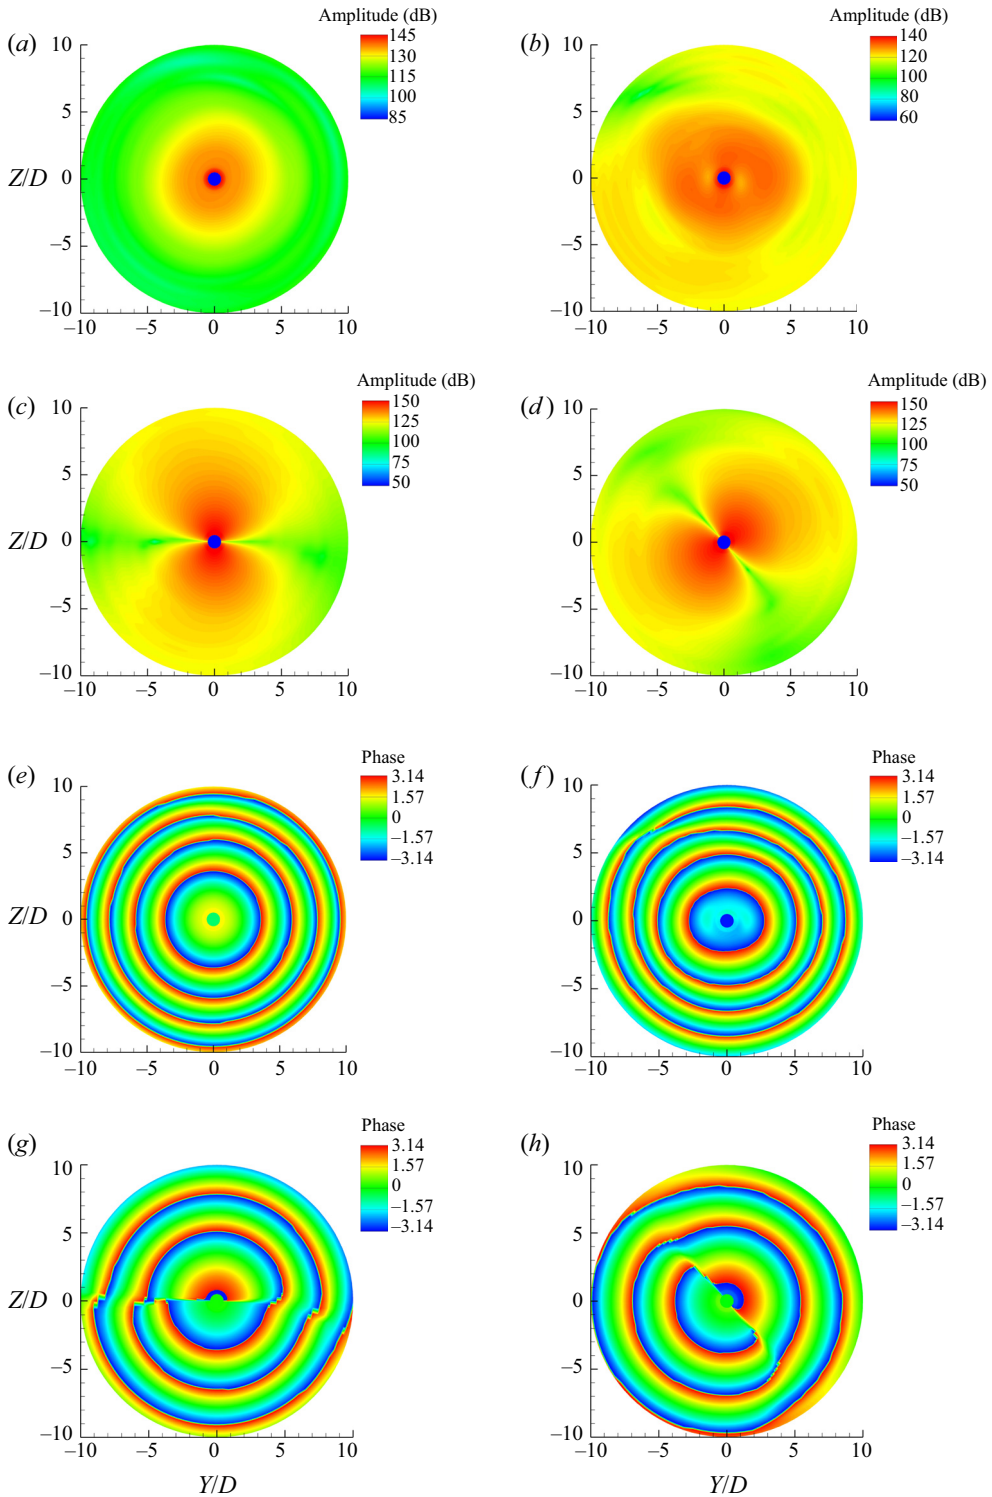 Amplitude (dB)
(a)
145
130
115
100
85
10
5
Z/D 0
–5
–10
–10 –5 0 5 10
Amplitude (dB)
(b)
140
120
100
80
60
10
5
0
–5
–10
–10 –5 0 5 10
Amplitude (dB)
(c)
150
125
100
75
50
10
5
Z/D 0
–5
–10
–10 –5 0 5 10
Amplitude (dB)
(d)
150
125
100
75
50
10
5
0
–5
–10
–10 –5 0 5 10
Phase
(e)
3.14
1.57
0
–1.57
–3.14
10
5
Z/D 0
–5
–10
–10 –5 0 5 10
Phase
(f)
3.14
1.57
0
–1.57
–3.14
10
5
0
–5
–10
–10 –5 0 5 10
Phase
(g)
3.14
1.57
0
–1.57
–3.14
10
5
Z/D 0
–5
–10
–10 –5 0 5 10
Y/D
Phase
(h)
3.14
1.57
0
–1.57
–3.14
10
5
0
–5
–10
–10 –5 0 5 10
Y/D